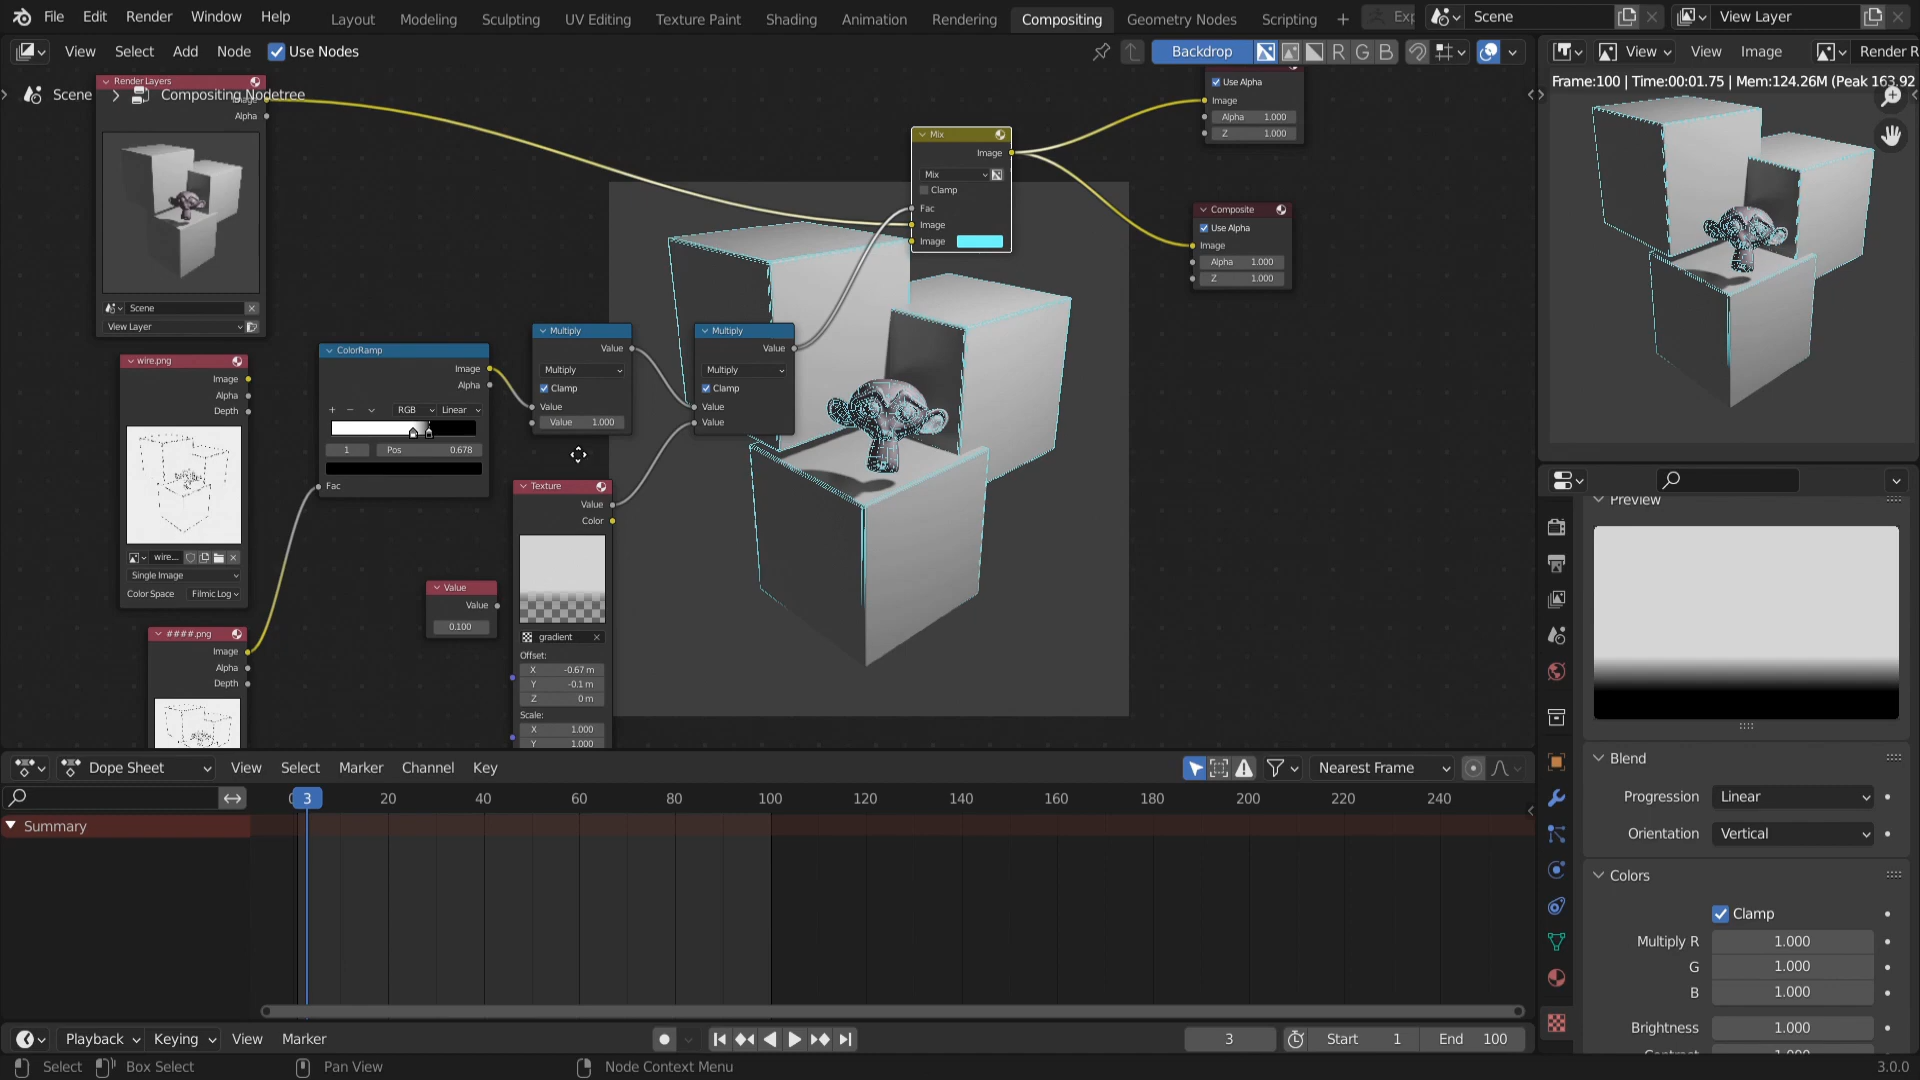 File Edit Render Window Help
Layout Modeling Sculpting UV Editing Texture Paint Shading Animation Rendering Compositing Geometry Nodes Scripting +
Scene
View Layer
View Select Add Node Use Nodes
Backdrop
R G B
View
View Image
Render R
Frame:100 | Time:00:01.75 | Mem:124.26M (Peak 163.92
Render Layers
Scene > Compositing Nodetree
Alpha
Scene
View Layer
wire.png
Image
Alpha
Depth
wire...
Single Image
Color Space Filmic Log
####.png
Image
Alpha
Depth
ColorRamp
Image
Alpha
+ − RGB Linear
1 Pos 0.678
Fac
Multiply
Value
Multiply
Clamp
Value
Value 1.000
Multiply
Value
Multiply
Clamp
Value
Value
Texture
Value
Color
gradient
Offset:
X -0.67 m
Y -0.1 m
Z 0 m
Scale:
X 1.000
Y 1.000
Value
Value
0.100
Mix
Image
Mix
Clamp
Fac
Image
Image
Use Alpha
Image
Alpha 1.000
Z 1.000
Composite
Use Alpha
Image
Alpha 1.000
Z 1.000
Preview
Blend
Progression Linear
Orientation Vertical
Colors
Clamp
Multiply R 1.000
G 1.000
B 1.000
Brightness 1.000
Dope Sheet View Select Marker Channel Key
Nearest Frame
3 20 40 60 80 100 120 140 160 180 200 220 240
Summary
Playback Keying View Marker
3 Start 1 End 100
Select Box Select Pan View Node Context Menu 3.0.0